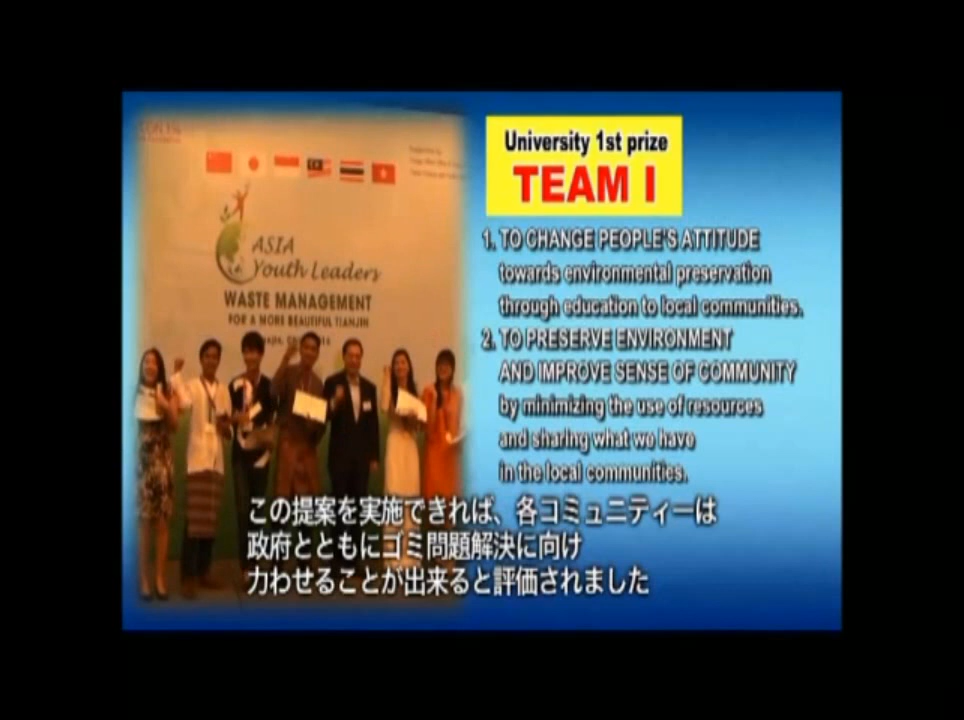 University 1st prize
TEAM I
ASIA
Youth Leaders
WASTE MANAGEMENT
FOR A MORE BEAUTIFUL TIANJIN
1. TO CHANGE PEOPLE'S ATTITUDE
towards environmental preservation
through education to local communities.
2. TO PRESERVE ENVIRONMENT
AND IMPROVE SENSE OF COMMUNITY
by minimizing the use of resources
and sharing what we have
in the local communities.
この提案を実施できれば、各コミュニティーは
政府とともにゴミ問題解決に向け
力わせることが出来ると評価されました